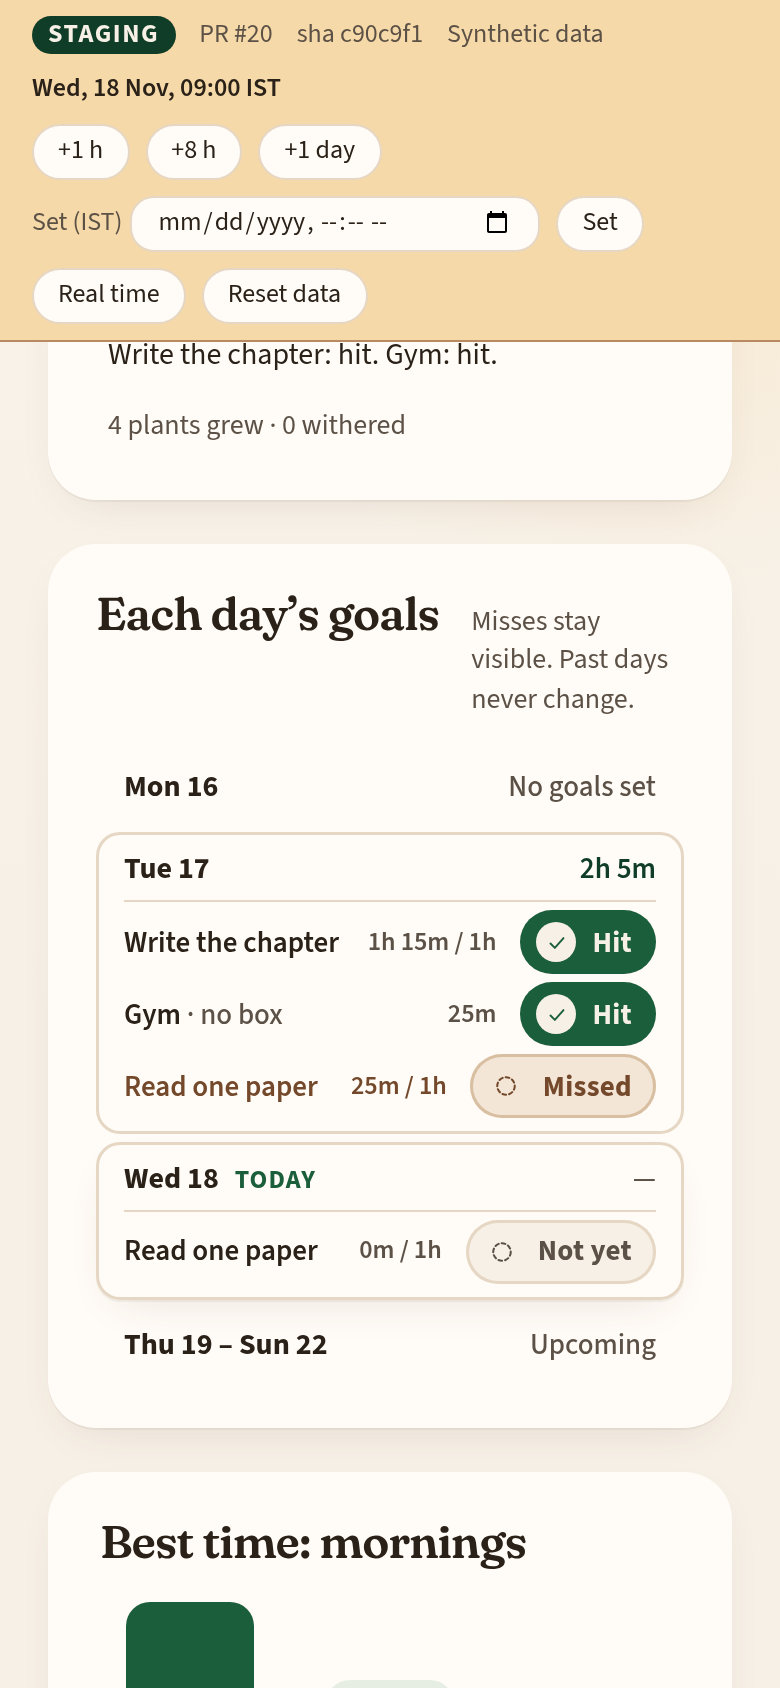 STAGING PR #20 sha c90c9f1 Synthetic data
Wed, 18 Nov, 09:00 IST
+1 h +8 h +1 day
Set (IST) mm/dd/yyyy, --:-- -- Set
Real time Reset data
Write the chapter: hit. Gym: hit.
4 plants grew · 0 withered
Each day’s goals
Misses stay
visible. Past days
never change.
Mon 16 No goals set
Tue 17 2h 5m
Write the chapter 1h 15m / 1h Hit
Gym · no box 25m Hit
Read one paper 25m / 1h Missed
Wed 18 TODAY —
Read one paper 0m / 1h Not yet
Thu 19 – Sun 22 Upcoming
Best time: mornings